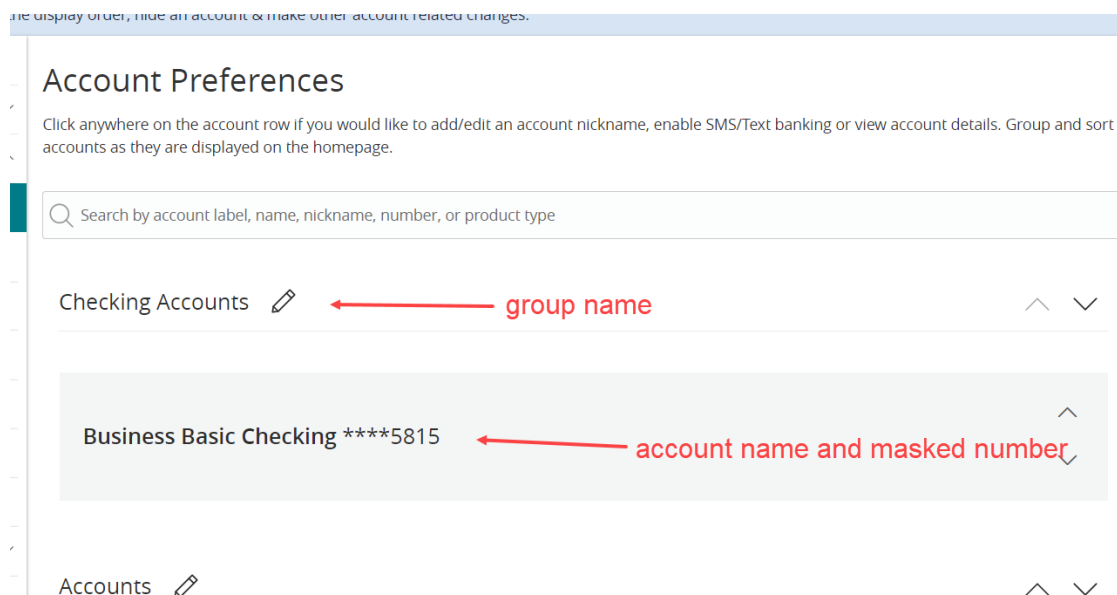 the display order, hide an account & make other account related changes.
Account Preferences
Click anywhere on the account row if you would like to add/edit an account nickname, enable SMS/Text banking or view account details. Group and sort
accounts as they are displayed on the homepage.
Search by account label, name, nickname, number, or product type
Checking Accounts
group name
Business Basic Checking ****5815
account name and masked number
Accounts